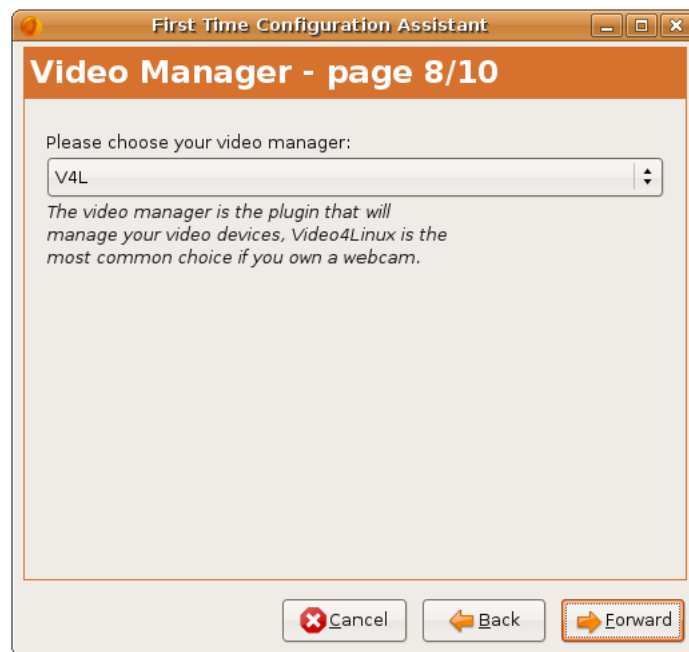 First Time Configuration Assistant
Video Manager - page 8/10
Please choose your video manager:
V4L
The video manager is the plugin that will
manage your video devices, Video4Linux is the
most common choice if you own a webcam.
Cancel Back Forward